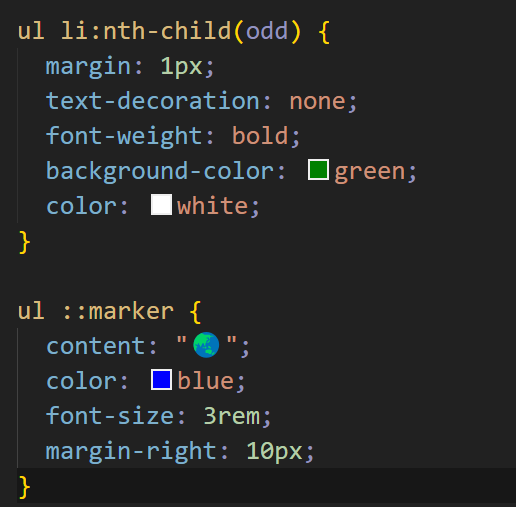 ul li:nth-child(odd) {
  margin: 1px;
  text-decoration: none;
  font-weight: bold;
  background-color: green;
  color: white;
}

ul ::marker {
  content: "🌏";
  color: blue;
  font-size: 3rem;
  margin-right: 10px;
}